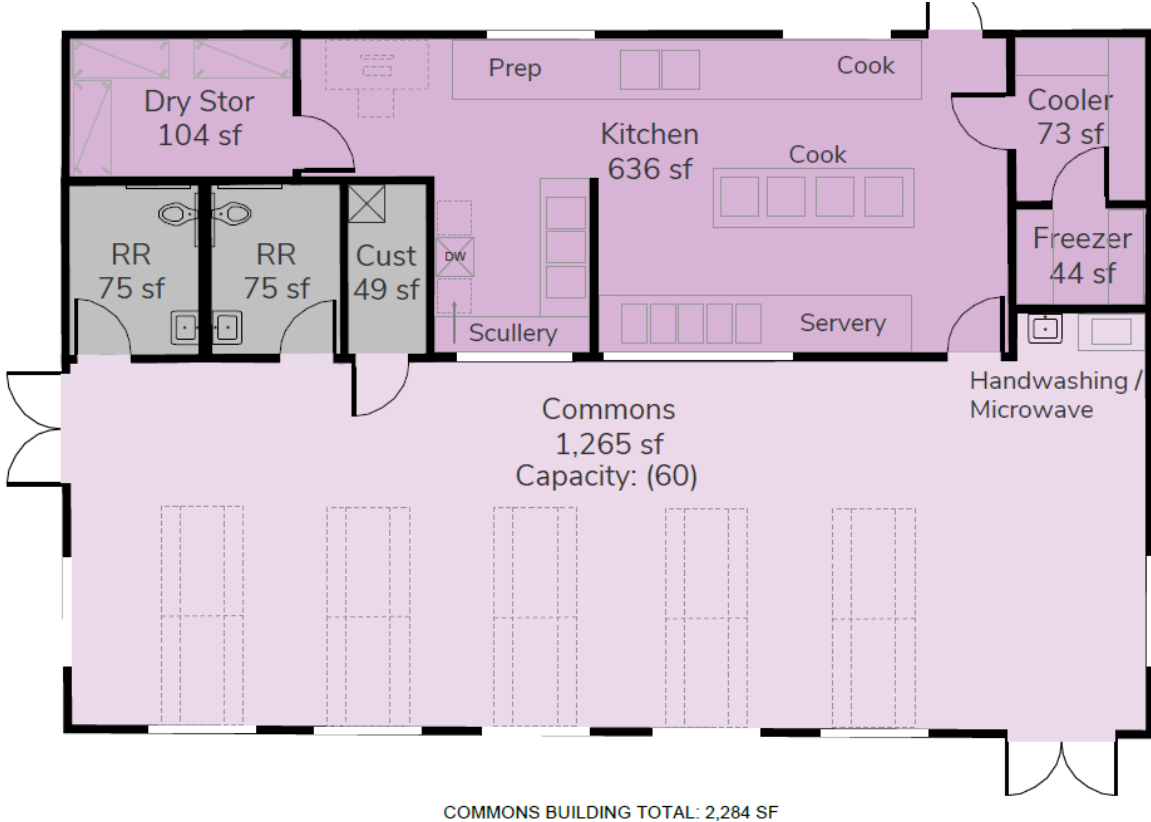 Prep
Cook
Dry Stor
104 sf
Kitchen
636 sf
Cook
Cooler
73 sf
RR
75 sf
RR
75 sf
Cust
49 sf
DW
Freezer
44 sf
Scullery
Servery
Handwashing /
Microwave
Commons
1,265 sf
Capacity: (60)
COMMONS BUILDING TOTAL: 2,284 SF